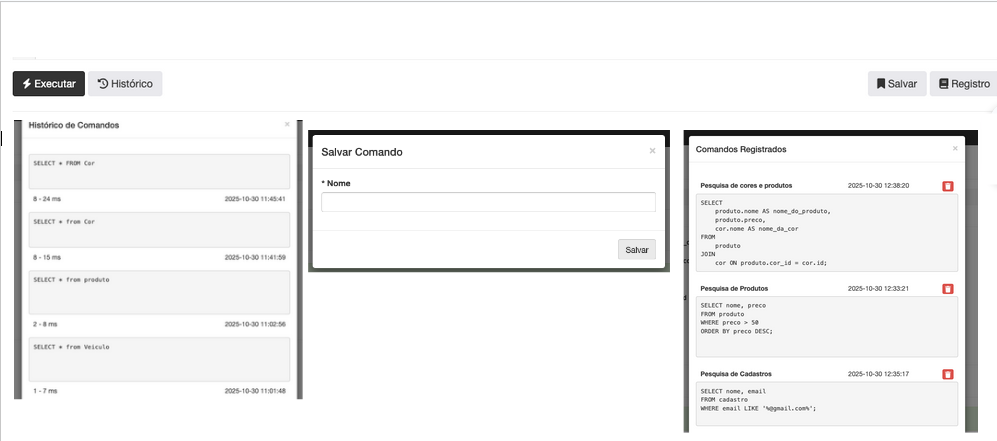 Executar
Histórico
Salvar
Registro
Histórico de Comandos
×
SELECT * FROM Cor
8 - 24 ms 2025-10-30 11:45:41
SELECT * from Cor
8 - 15 ms 2025-10-30 11:41:59
SELECT * from produto
2 - 8 ms 2025-10-30 11:02:56
SELECT * from Veiculo
1 - 7 ms 2025-10-30 11:01:48
Salvar Comando
×
* Nome
Salvar
Comandos Registrados
×
Pesquisa de cores e produtos 2025-10-30 12:38:20
SELECT
produto.nome AS nome_do_produto,
produto.preco,
cor.nome AS nome_da_cor
FROM
produto
JOIN
cor ON produto.cor_id = cor.id;
Pesquisa de Produtos 2025-10-30 12:33:21
SELECT nome, preco
FROM produto
WHERE preco > 50
ORDER BY preco DESC;
Pesquisa de Cadastros 2025-10-30 12:35:17
SELECT nome, email
FROM cadastro
WHERE email LIKE '%@gmail.com%';